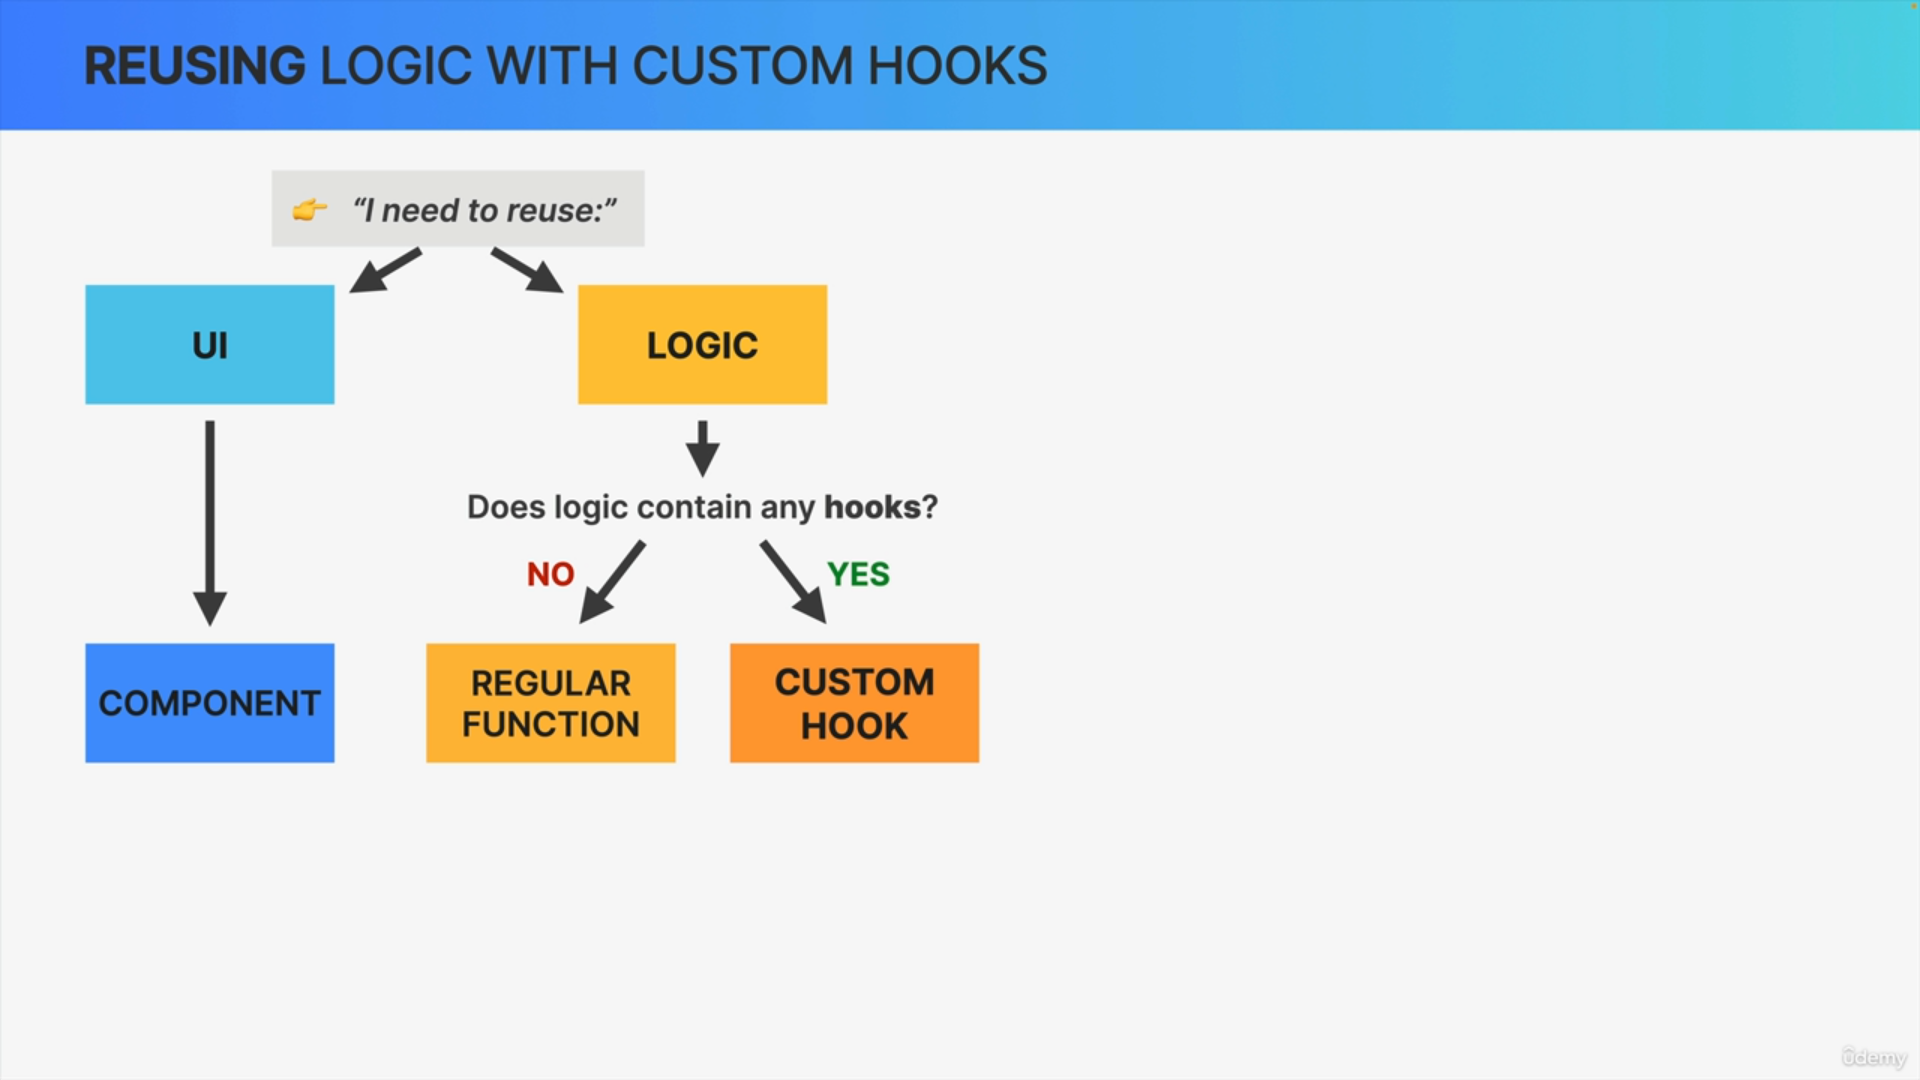 REUSING LOGIC WITH CUSTOM HOOKS
👉 “I need to reuse:”
UI
LOGIC
Does logic contain any hooks?
NO
YES
COMPONENT
REGULAR
FUNCTION
CUSTOM
HOOK
ûdemy